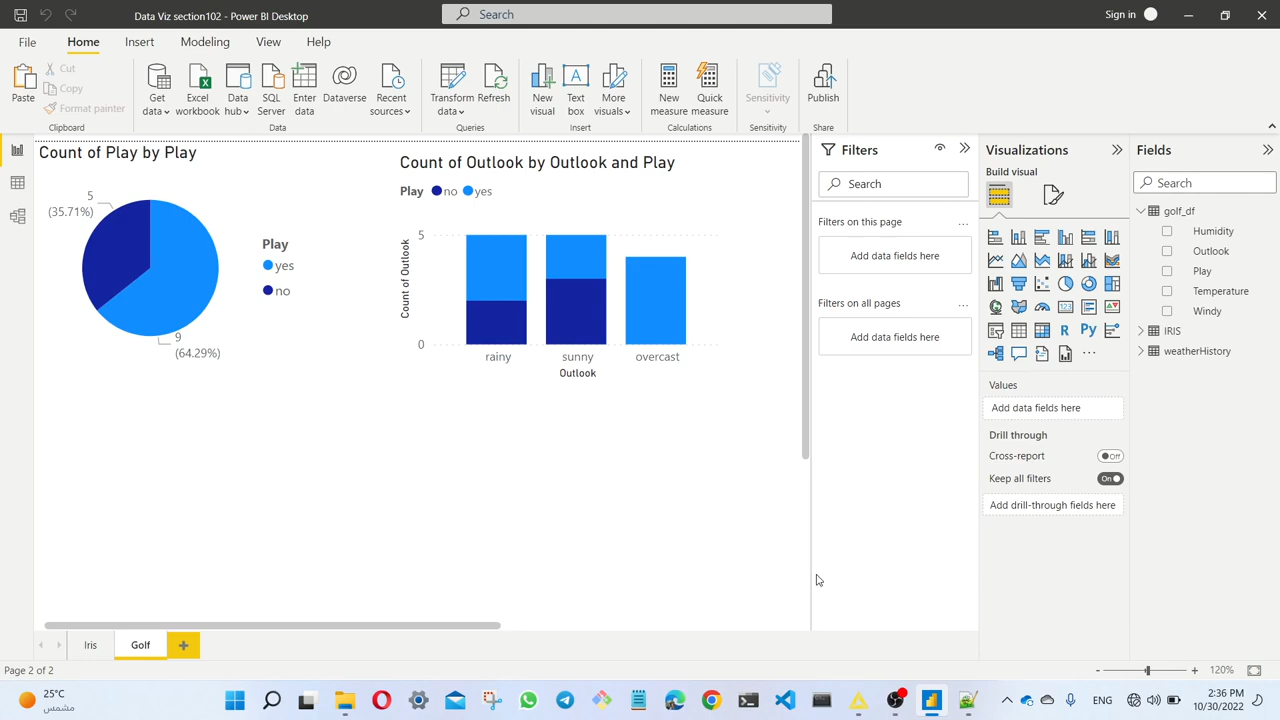 Data Viz section102 - Power BI Desktop
Search
Sign in
File Home Insert Modeling View Help
Paste
Cut
Copy
Format painter
Clipboard
Get data
Excel workbook
Data hub
SQL Server
Enter data
Dataverse
Recent sources
Data
Transform data
Refresh
Queries
New visual
Text box
More visuals
Insert
New measure
Quick measure
Calculations
Sensitivity
Sensitivity
Publish
Share
Count of Play by Play
5
(35.71%)
Play
yes
no
9
(64.29%)
Count of Outlook by Outlook and Play
Play no yes
Count of Outlook
5
0
rainy sunny overcast
Outlook
Filters
Search
Filters on this page
...
Add data fields here
Filters on all pages
...
Add data fields here
Visualizations
Build visual
R Py
...
Values
Add data fields here
Drill through
Cross-report
Off
Keep all filters
On
Add drill-through fields here
Fields
Search
golf_df
Humidity
Outlook
Play
Temperature
Windy
IRIS
weatherHistory
Iris Golf +
Page 2 of 2
- + 120%
25°C
مشمس
ENG
2:36 PM
10/30/2022